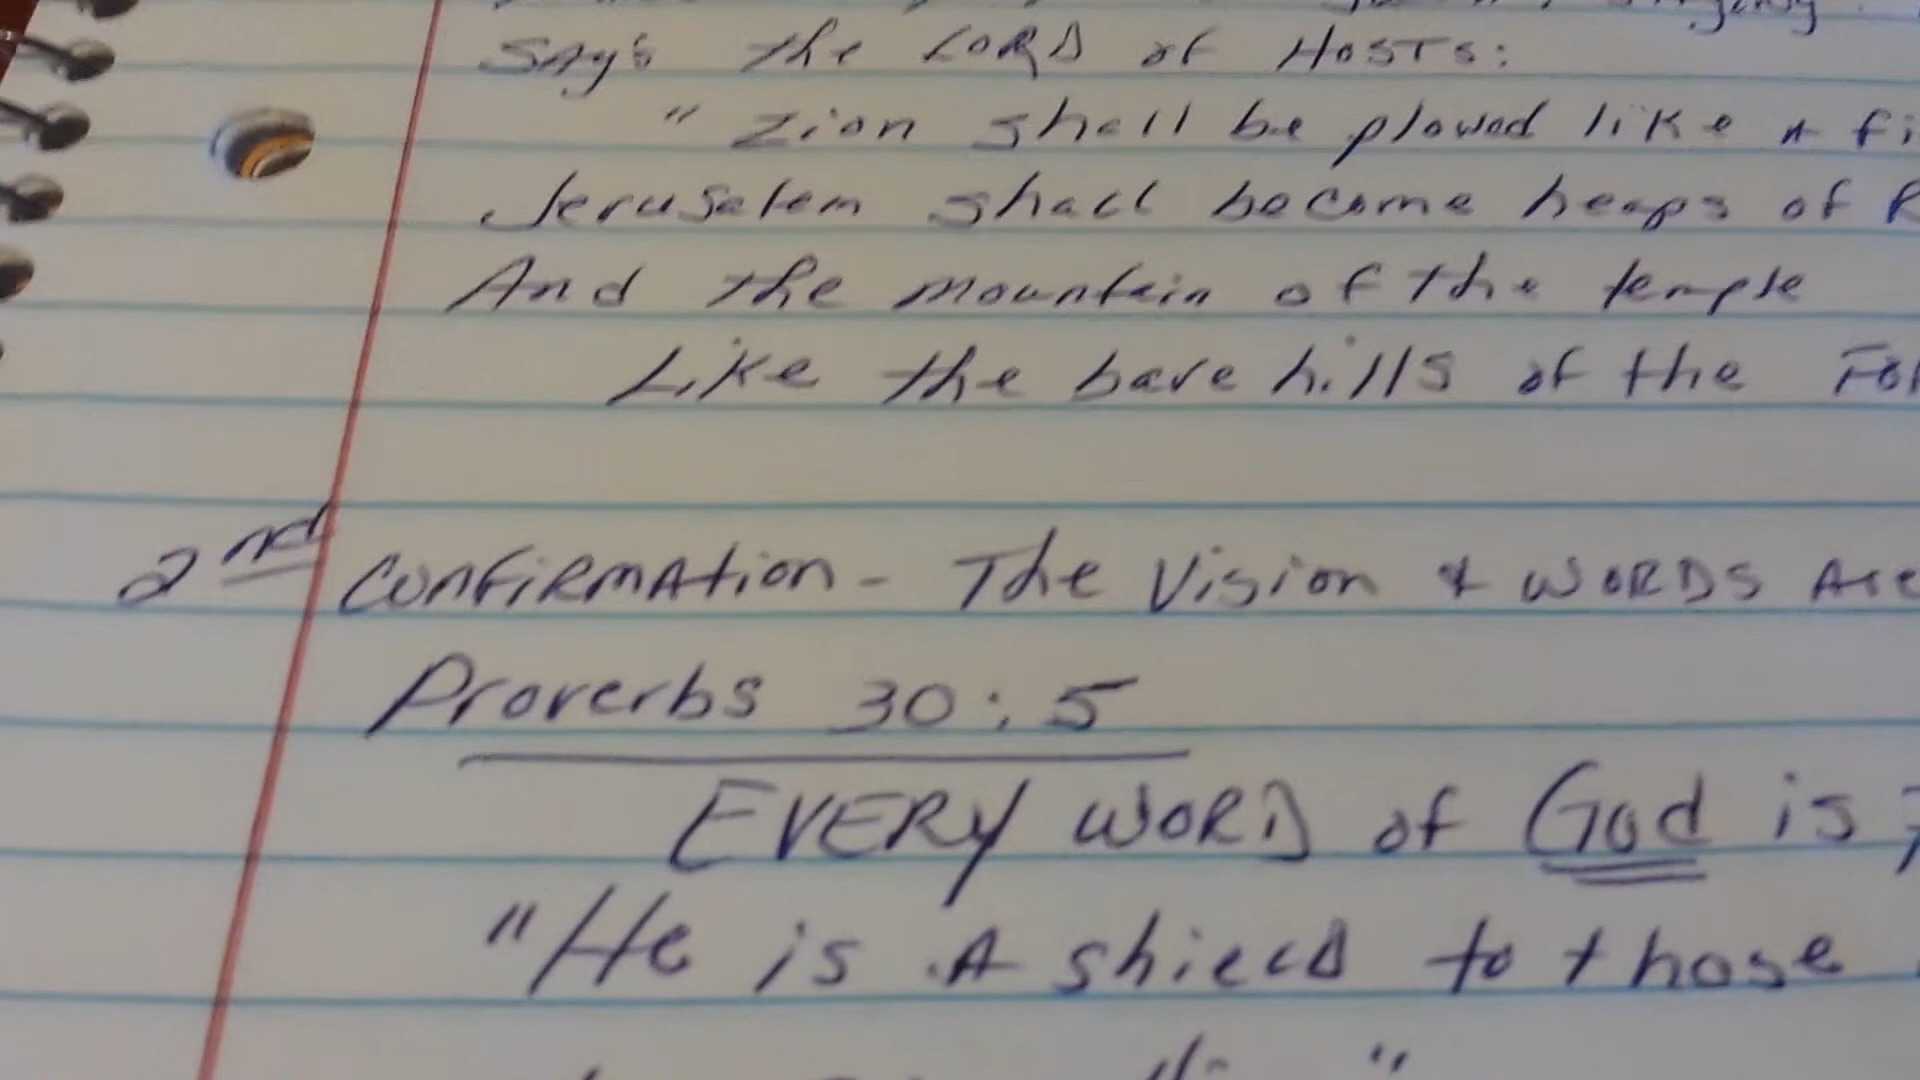 Say's the LORD of HOSTS:
" Zion shall be plowed like A
Jerusalem shall become heaps of
And the mountain of the temple
Like the bare hills of the
2nd CONFIRMAtion - The Vision & WORDS Are
Proverbs 30:5
EVERY WORD of God is
"He is A shield to those